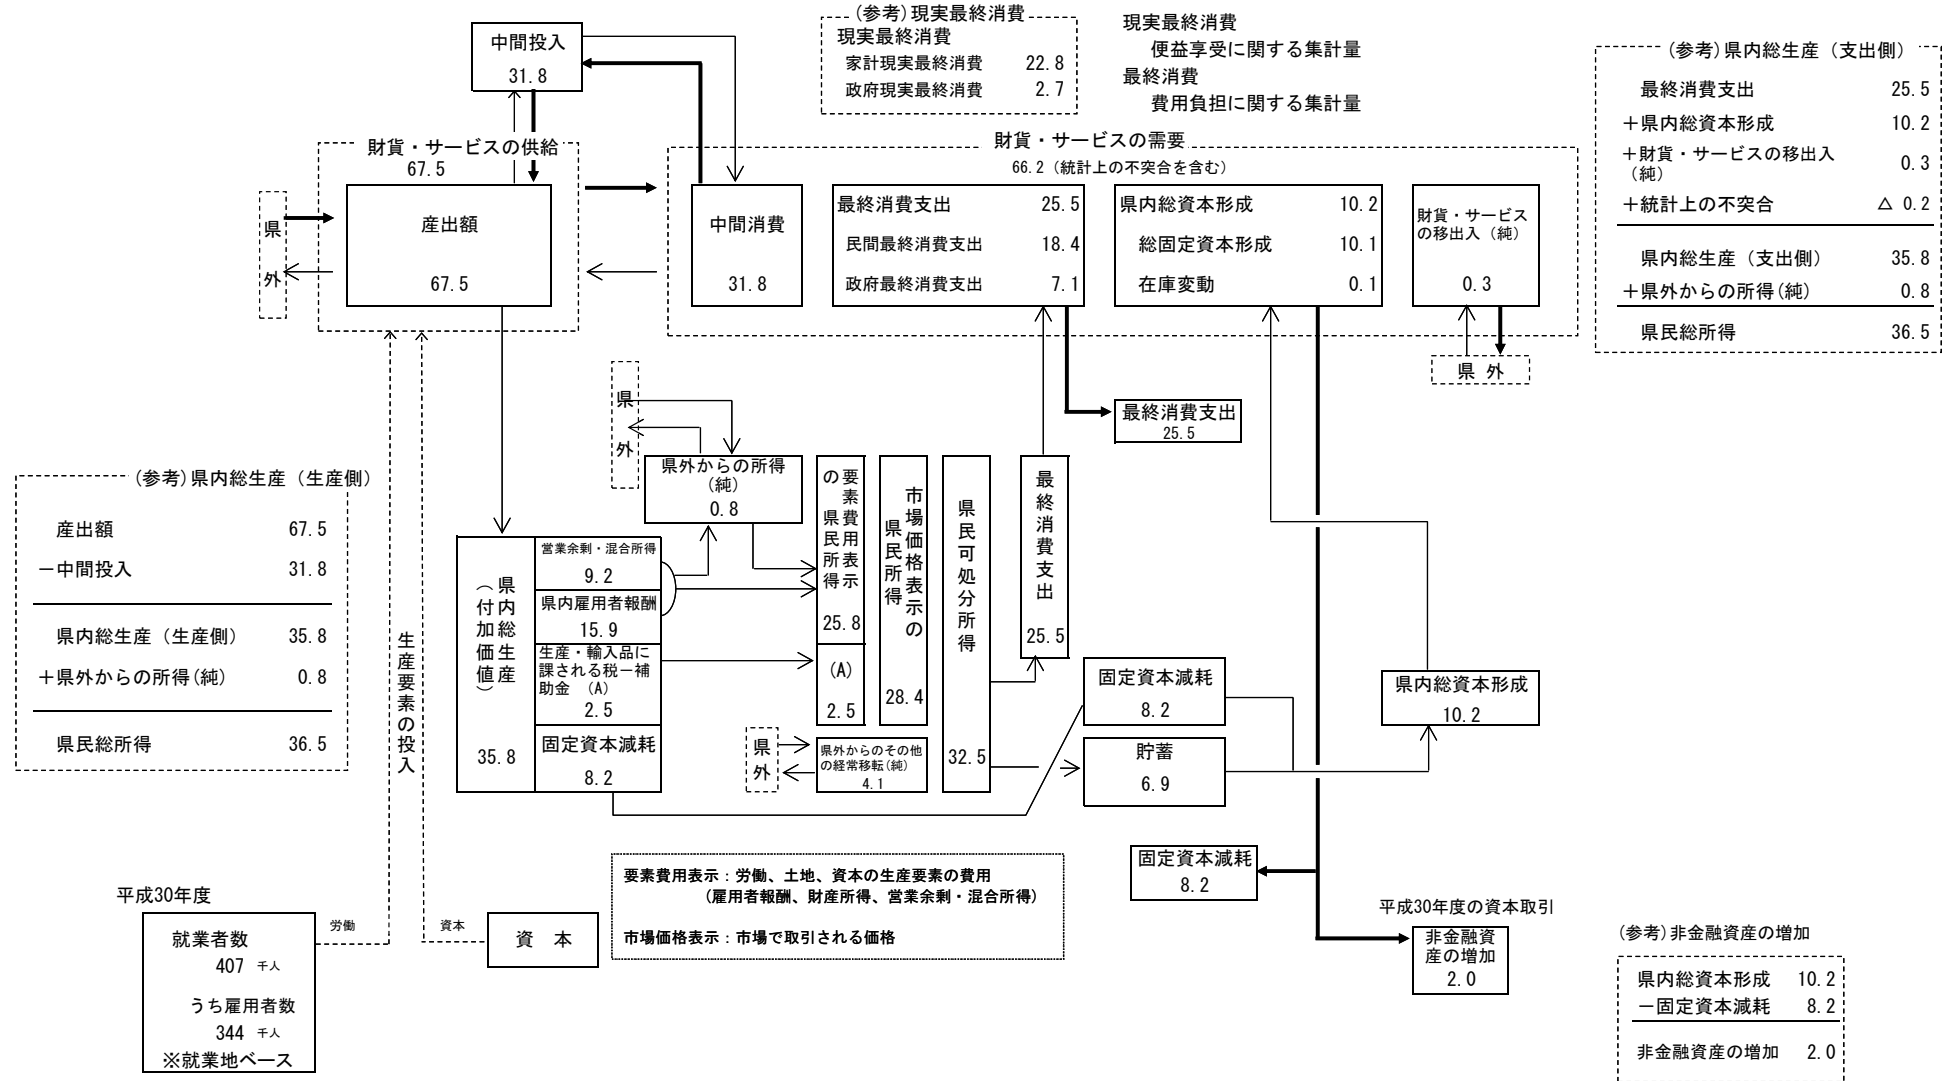 中間投入
31.8
(参考)現実最終消費
現実最終消費
家計現実最終消費 22.8
政府現実最終消費 2.7
現実最終消費
便益享受に関する集計量
最終消費
費用負担に関する集計量
(参考)県内総生産（支出側）
最終消費支出 25.5
＋県内総資本形成 10.2
＋財貨・サービスの移出入
（純） 0.3
＋統計上の不突合 △ 0.2
県内総生産（支出側） 35.8
＋県外からの所得(純) 0.8
県民総所得 36.5
財貨・サービスの供給
67.5
財貨・サービスの需要
66.2（統計上の不突合を含む）
県外
産出額
67.5
中間消費
31.8
最終消費支出 25.5
民間最終消費支出 18.4
政府最終消費支出 7.1
県内総資本形成 10.2
総固定資本形成 10.1
在庫変動 0.1
財貨・サービス
の移出入（純）
0.3
県 外
最終消費支出
25.5
県外
県外からの所得
（純）
0.8
(参考)県内総生産（生産側）
産出額 67.5
－中間投入 31.8
県内総生産（生産側） 35.8
＋県外からの所得(純) 0.8
県民総所得 36.5
生産要素の投入
県内総生産
（付加価値）
35.8
営業余剰・混合所得
9.2
県内雇用者報酬
15.9
生産・輸入品に
課される税－補
助金 （A）
2.5
固定資本減耗
8.2
要素費用表示
の県民所得
25.8
(A)
2.5
市場価格表示の
県民所得
28.4
県外
県外からのその他
の経常移転(純)
4.1
県民可処分所得
32.5
最終消費支出
25.5
固定資本減耗
8.2
貯蓄
6.9
県内総資本形成
10.2
固定資本減耗
8.2
平成30年度の資本取引
非金融資
産の増加
2.0
要素費用表示：労働、土地、資本の生産要素の費用
(雇用者報酬、財産所得、営業余剰・混合所得)
市場価格表示：市場で取引される価格
平成30年度
就業者数
407 千人
うち雇用者数
344 千人
※就業地ベース
労働
資本
資 本
(参考)非金融資産の増加
県内総資本形成 10.2
－固定資本減耗 8.2
非金融資産の増加 2.0